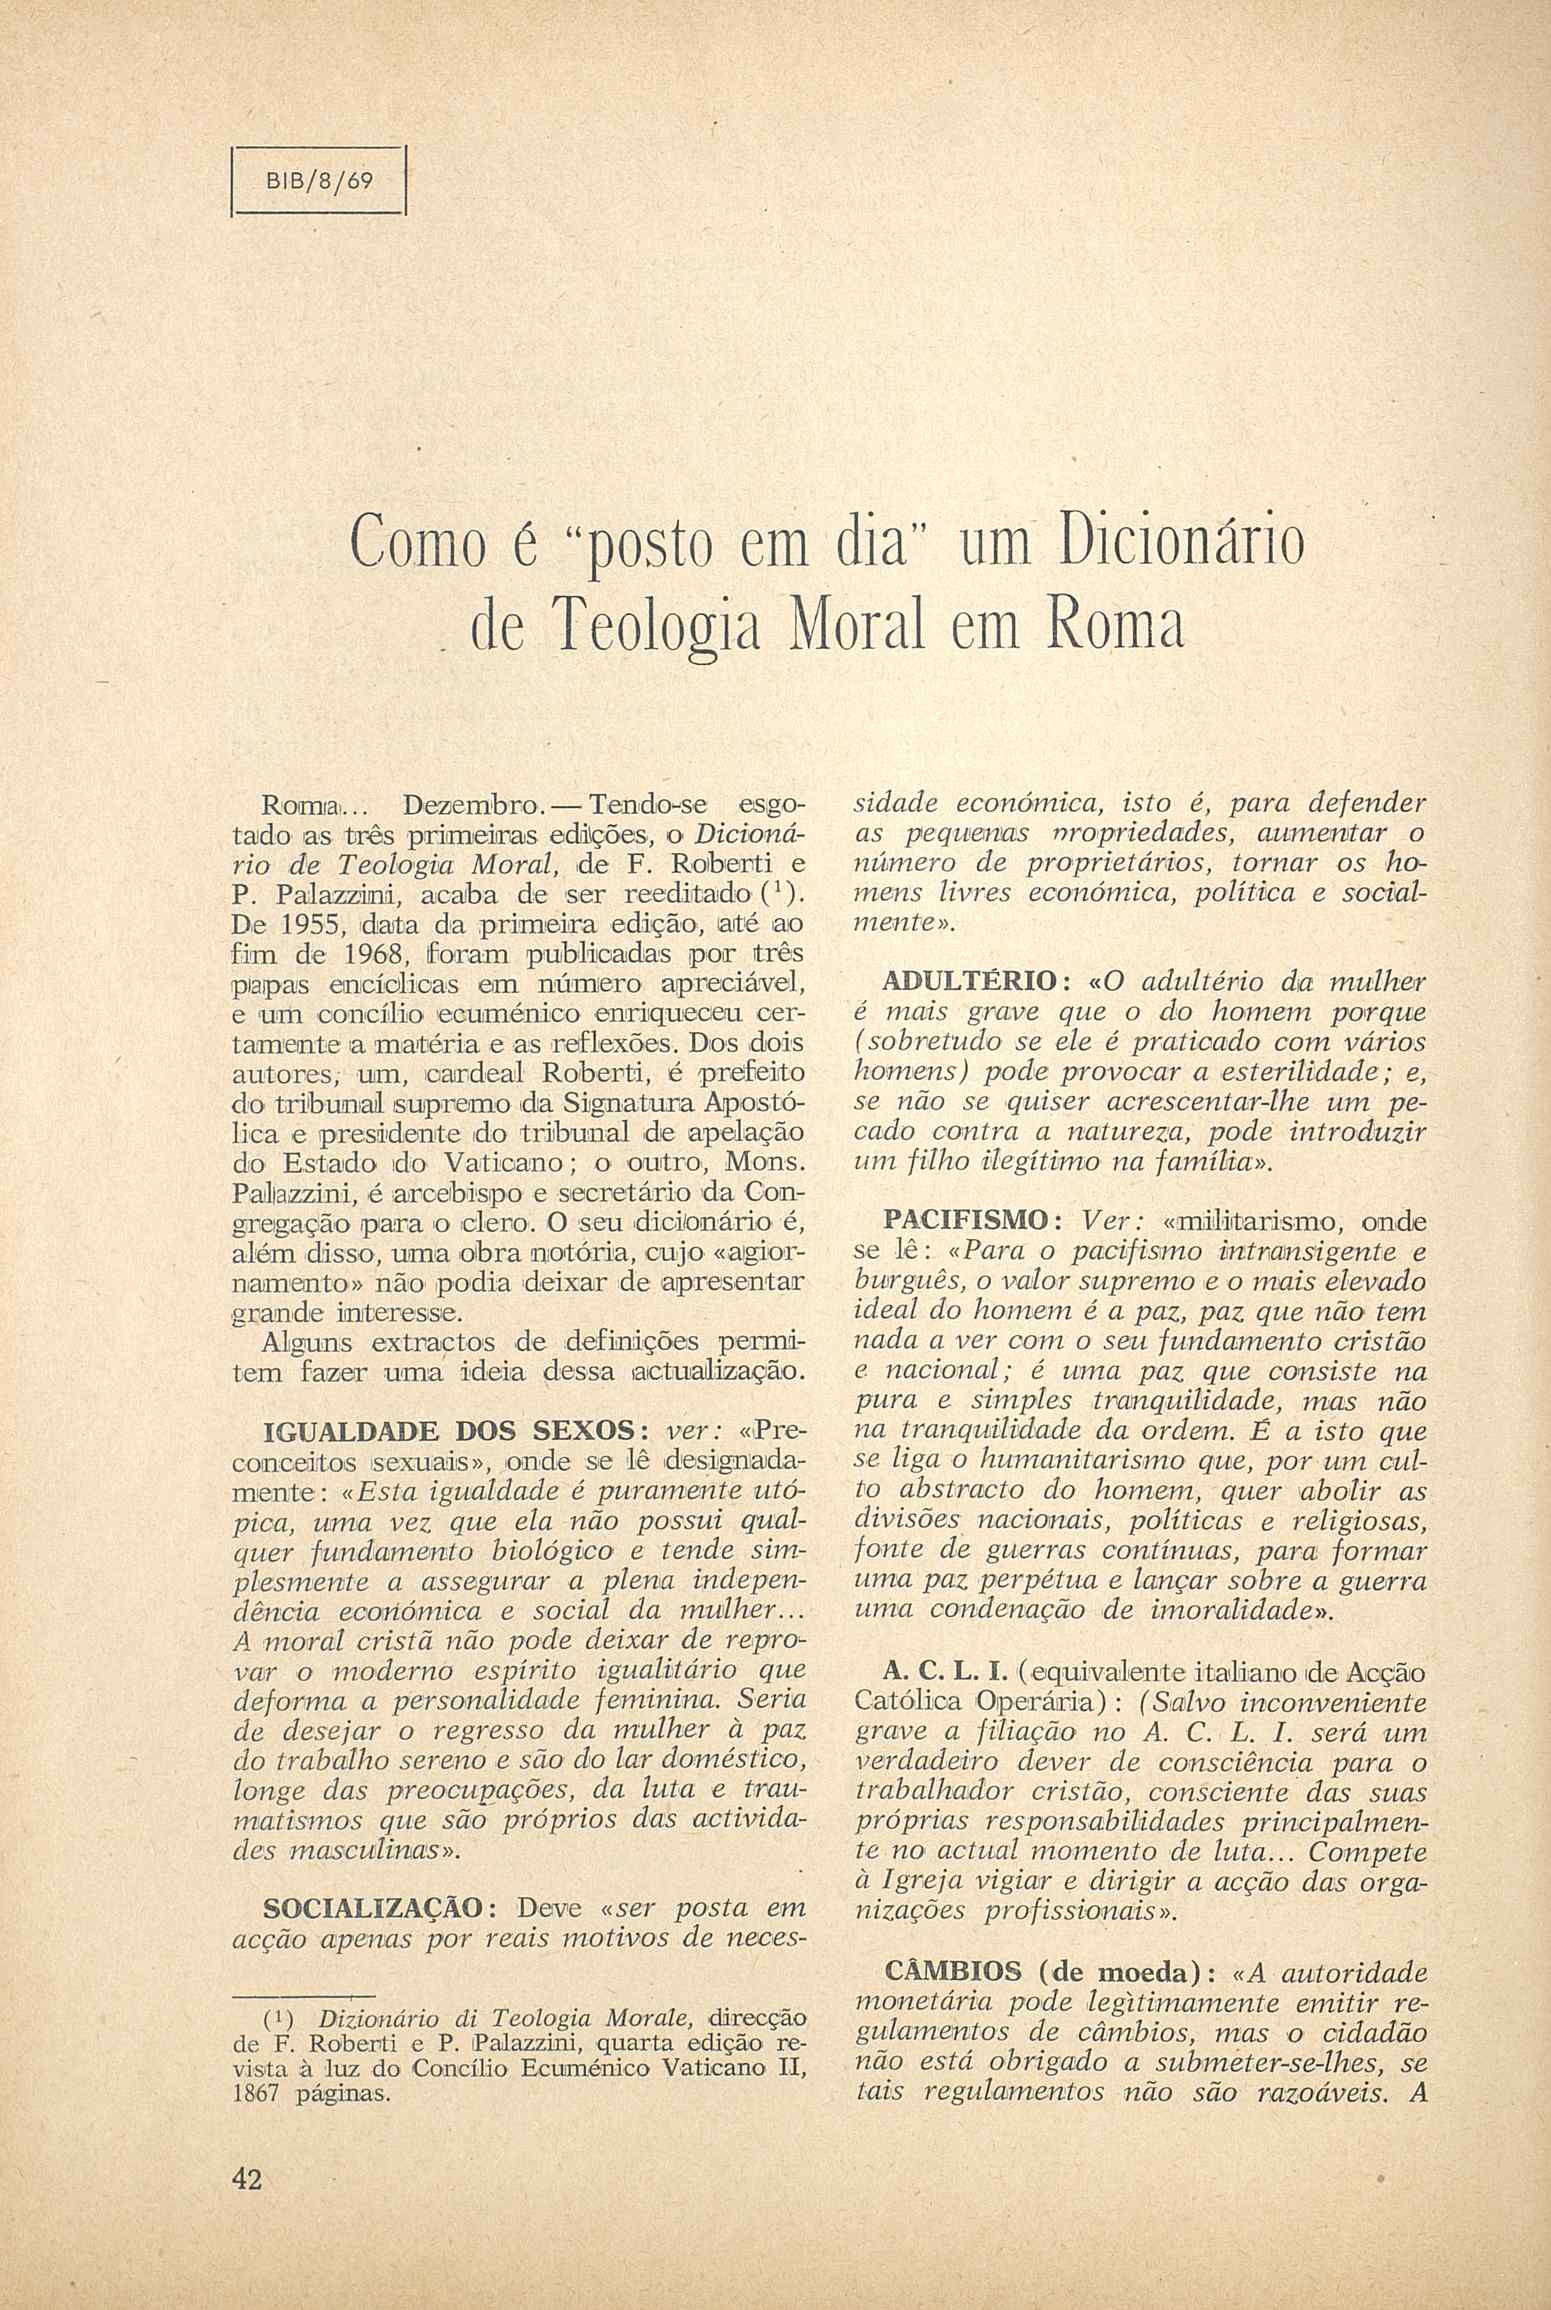 BIB/8/69
Como é “posto em dia” um Dicionário
de Teologia Moral em Roma
Roma... Dezembro. — Tendo-se esgo-
tado as três primeiras edições, o Dicioná-
rio de Teologia Moral, de F. Roberti e
P. Palazzini, acaba de ser reeditado (¹).
De 1955, data da primeira edição, até ao
fim de 1968, foram publicadas por três
papas encíclicas em número apreciável,
e um concílio ecuménico enriqueceu cer-
tamente a matéria e as reflexões. Dos dois
autores, um, cardeal Roberti, é prefeito
do tribunal supremo da Signatura Apostó-
lica e presidente do tribunal de apelação
do Estado do Vaticano; o outro, Mons.
Palazzini, é arcebispo e secretário da Con-
gregação para o clero. O seu dicionário é,
além disso, uma obra notória, cujo «agior-
namento» não podia deixar de apresentar
grande interesse.
Alguns extractos de definições permi-
tem fazer uma ideia dessa actualização.
IGUALDADE DOS SEXOS: ver: «Pre-
conceitos sexuais», onde se lê designada-
mente: «Esta igualdade é puramente utó-
pica, uma vez que ela não possui qual-
quer fundamento biológico e tende sim-
plesmente a assegurar a plena indepen-
dência económica e social da mulher...
A moral cristã não pode deixar de repro-
var o moderno espírito igualitário que
deforma a personalidade feminina. Seria
de desejar o regresso da mulher à paz
do trabalho sereno e são do lar doméstico,
longe das preocupações, da luta e trau-
matismos que são próprios das activida-
des masculinas».
SOCIALIZAÇÃO: Deve «ser posta em
acção apenas por reais motivos de neces-
(¹) Dizionário di Teologia Morale, direcção
de F. Roberti e P. Palazzini, quarta edição re-
vista à luz do Concílio Ecuménico Vaticano II,
1867 páginas.
42
sidade económica, isto é, para defender
as pequenas propriedades, aumentar o
número de proprietários, tornar os ho-
mens livres económica, política e social-
mente».
ADULTÉRIO: «O adultério da mulher
é mais grave que o do homem porque
(sobretudo se ele é praticado com vários
homens) pode provocar a esterilidade; e,
se não se quiser acrescentar-lhe um pe-
cado contra a natureza, pode introduzir
um filho ilegítimo na família».
PACIFISMO: Ver: «militarismo, onde
se lê: «Para o pacifismo intransigente e
burguês, o valor supremo e o mais elevado
ideal do homem é a paz, paz que não tem
nada a ver com o seu fundamento cristão
e nacional; é uma paz que consiste na
pura e simples tranquilidade, mas não
na tranquilidade da ordem. É a isto que
se liga o humanitarismo que, por um cul-
to abstracto do homem, quer abolir as
divisões nacionais, políticas e religiosas,
fonte de guerras contínuas, para formar
uma paz perpétua e lançar sobre a guerra
uma condenação de imoralidade».
A. C. L. I. (equivalente italiano de Acção
Católica Operária): (Salvo inconveniente
grave a filiação no A. C. L. I. será um
verdadeiro dever de consciência para o
trabalhador cristão, consciente das suas
próprias responsabilidades principalmen-
te no actual momento de luta... Compete
à Igreja vigiar e dirigir a acção das orga-
nizações profissionais».
CÂMBIOS (de moeda): «A autoridade
monetária pode legìtimamente emitir re-
gulamentos de câmbios, mas o cidadão
não está obrigado a submeter-se-lhes, se
tais regulamentos não são razoáveis. A